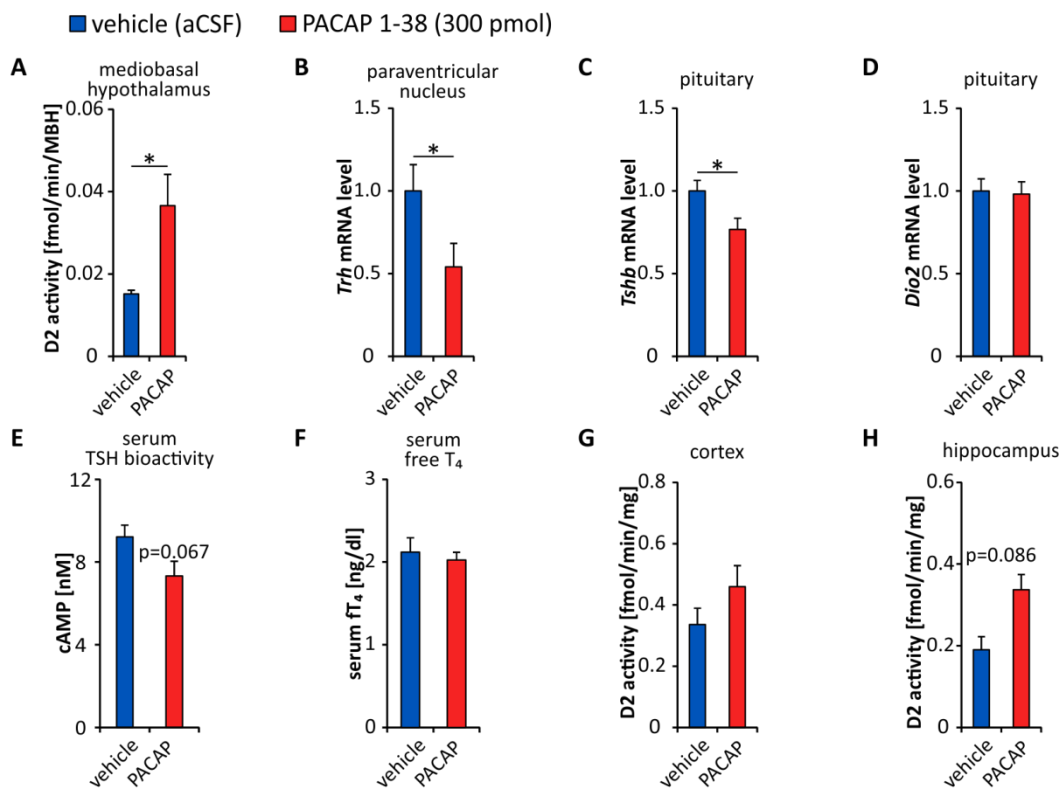 vehicle (aCSF) PACAP 1-38 (300 pmol)
A
mediobasal
hypothalamus
D2 activity [fmol/min/MBH]
0.06
0.04
0.02
0
*
vehicle
PACAP
B
paraventricular
nucleus
Trh mRNA level
1.5
1.0
0.5
0
*
vehicle
PACAP
C
pituitary
Tshb mRNA level
1.5
1.0
0.5
0
*
vehicle
PACAP
D
pituitary
Dio2 mRNA level
1.5
1.0
0.5
0
vehicle
PACAP
E
serum
TSH bioactivity
cAMP [nM]
12
9
4
0
p=0.067
vehicle
PACAP
F
serum
free T₄
serum fT₄ [ng/dl]
3
2
1
0
vehicle
PACAP
G
cortex
D2 activity [fmol/min/mg]
0.8
0.6
0.4
0.2
0
vehicle
PACAP
H
hippocampus
D2 activity [fmol/min/mg]
0.6
0.4
0.2
0
p=0.086
vehicle
PACAP